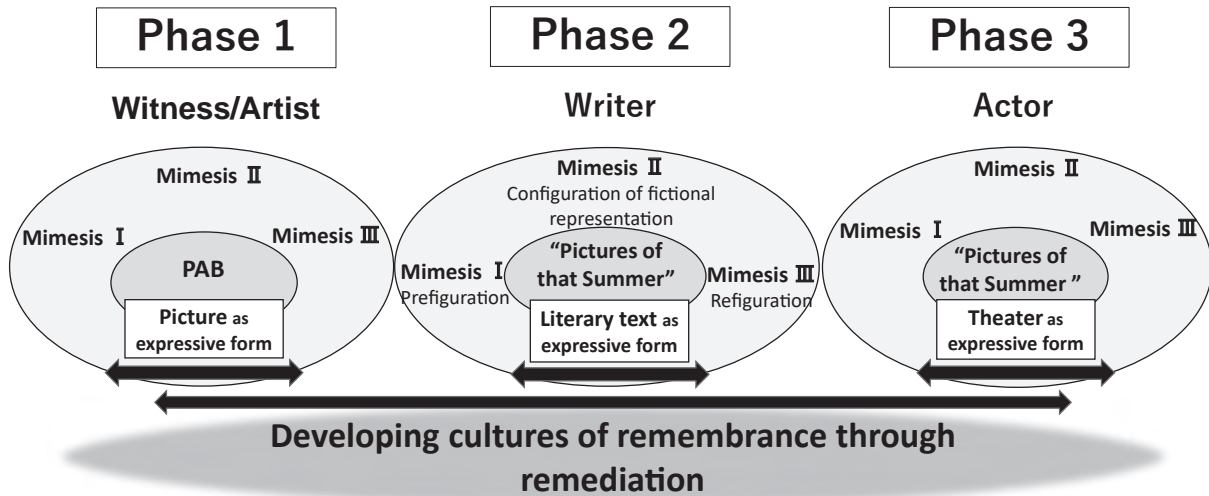 Phase 1
Phase 2
Phase 3
Witness/Artist
Writer
Actor
Mimesis Ⅱ
Mimesis Ⅰ
Mimesis Ⅲ
PAB
Picture as
expressive form
Mimesis Ⅱ
Configuration of fictional
representation
Mimesis Ⅰ
Prefiguration
"Pictures of
that Summer"
Mimesis Ⅲ
Refiguration
Literary text as
expressive form
Mimesis Ⅱ
Mimesis Ⅰ
Mimesis Ⅲ
"Pictures of
that Summer "
Theater as
expressive form
Developing cultures of remembrance through
remediation